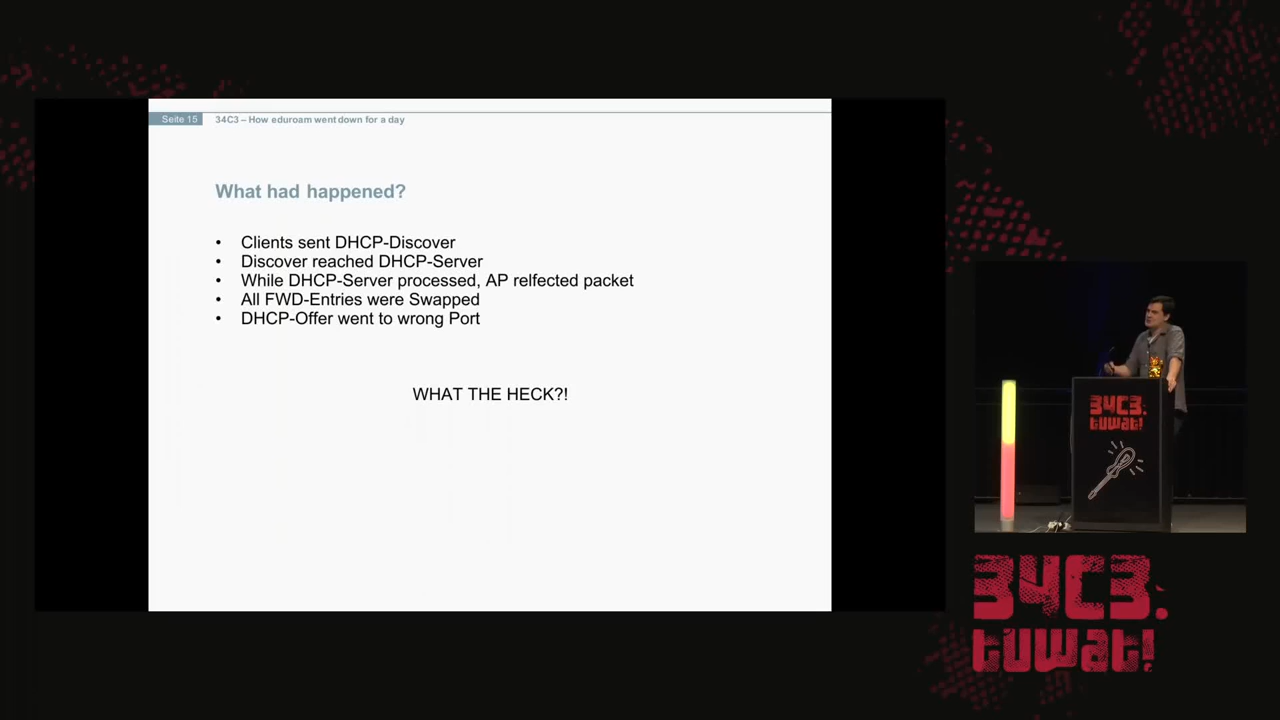 Seite 15
34C3 – How eduroam went down for a day
What had happened?
• Clients sent DHCP-Discover
• Discover reached DHCP-Server
• While DHCP-Server processed, AP relfected packet
• All FWD-Entries were Swapped
• DHCP-Offer went to wrong Port
WHAT THE HECK?!
34C3.
tuwat!
34C3.
tuwat!